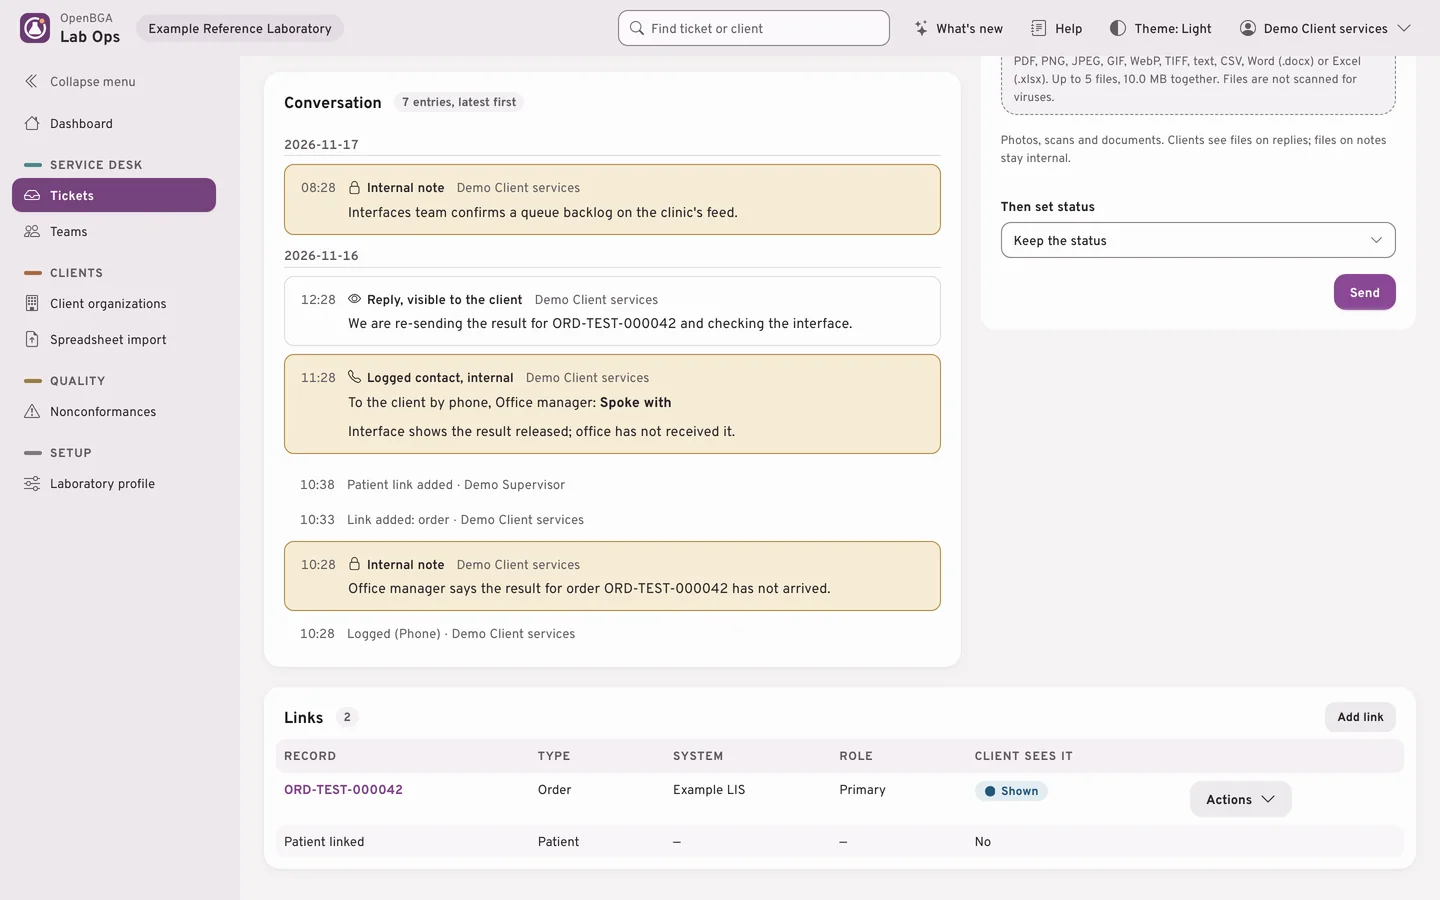 OpenBGA
Lab Ops
Example Reference Laboratory
Find ticket or client
What's new
Help
Theme: Light
Demo Client services
Collapse menu
Dashboard
SERVICE DESK
Tickets
Teams
CLIENTS
Client organizations
Spreadsheet import
QUALITY
Nonconformances
SETUP
Laboratory profile
Conversation
7 entries, latest first
2026-11-17
08:28 Internal note Demo Client services
Interfaces team confirms a queue backlog on the clinic's feed.
2026-11-16
12:28 Reply, visible to the client Demo Client services
We are re-sending the result for ORD-TEST-000042 and checking the interface.
11:28 Logged contact, internal Demo Client services
To the client by phone, Office manager: Spoke with
Interface shows the result released; office has not received it.
10:38 Patient link added · Demo Supervisor
10:33 Link added: order · Demo Client services
10:28 Internal note Demo Client services
Office manager says the result for order ORD-TEST-000042 has not arrived.
10:28 Logged (Phone) · Demo Client services
PDF, PNG, JPEG, GIF, WebP, TIFF, text, CSV, Word (.docx) or Excel
(.xlsx). Up to 5 files, 10.0 MB together. Files are not scanned for
viruses.
Photos, scans and documents. Clients see files on replies; files on notes
stay internal.
Then set status
Keep the status
Send
Links 2
Add link
RECORD TYPE SYSTEM ROLE CLIENT SEES IT
ORD-TEST-000042 Order Example LIS Primary Shown Actions
Patient linked Patient — — No